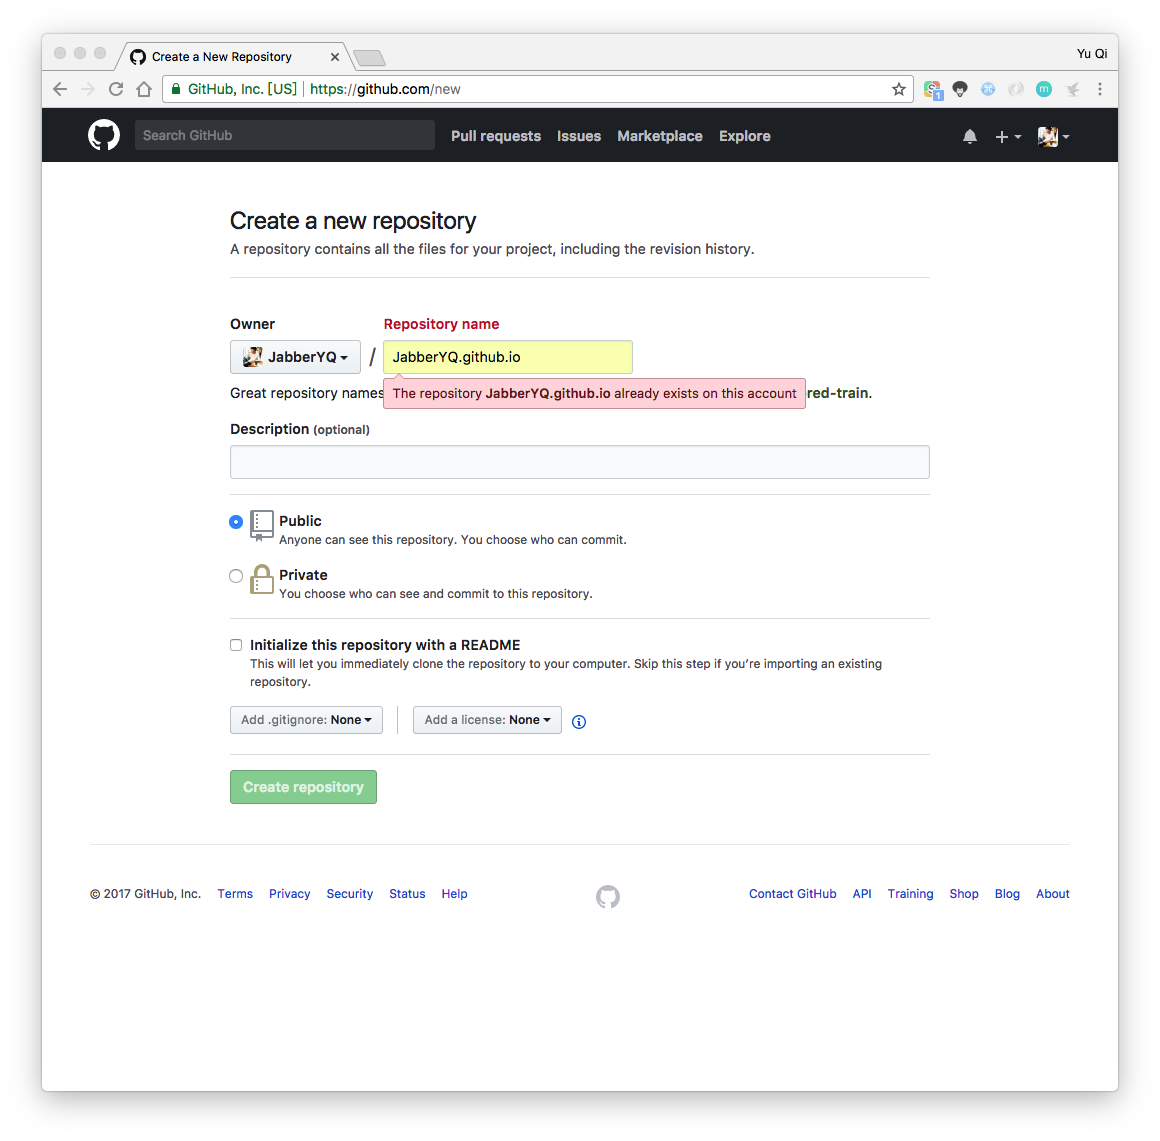 Create a New Repository
Yu Qi
GitHub, Inc. [US] | https://github.com/new
1
m
Search GitHub
Pull requests Issues Marketplace Explore
Create a new repository
A repository contains all the files for your project, including the revision history.
Owner Repository name
JabberYQ / JabberYQ.github.io
Great repository names
The repository JabberYQ.github.io already exists on this account
red-train.
Description (optional)
Public
Anyone can see this repository. You choose who can commit.
Private
You choose who can see and commit to this repository.
Initialize this repository with a README
This will let you immediately clone the repository to your computer. Skip this step if you’re importing an existing
repository.
Add .gitignore: None Add a license: None
Create repository
© 2017 GitHub, Inc. Terms Privacy Security Status Help Contact GitHub API Training Shop Blog About